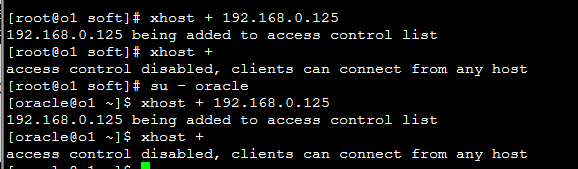 [root@o1 soft]# xhost + 192.168.0.125
192.168.0.125 being added to access control list
[root@o1 soft]# xhost +
access control disabled, clients can connect from any host
[root@o1 soft]# su - oracle
[oracle@o1 ~]$ xhost + 192.168.0.125
192.168.0.125 being added to access control list
[oracle@o1 ~]$ xhost +
access control disabled, clients can connect from any host
[oracle@o1 ~]$